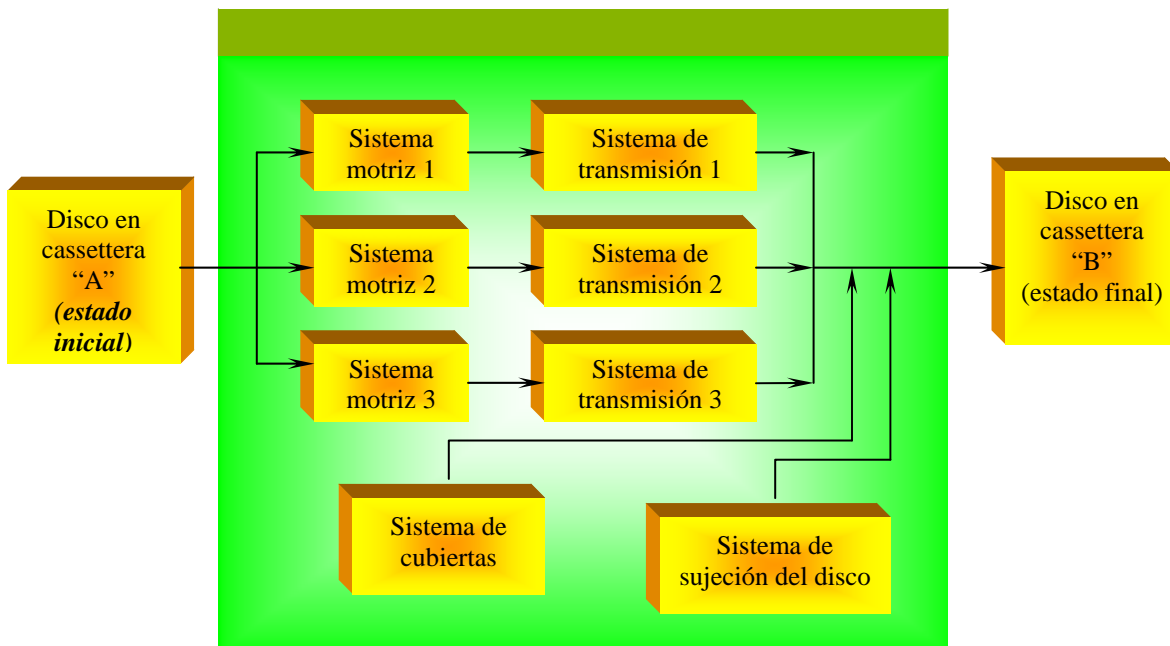 Disco en
cassettera
“A”
(estado
inicial)
Sistema
motriz 1
Sistema de
transmisión 1
Sistema
motriz 2
Sistema de
transmisión 2
Sistema
motriz 3
Sistema de
transmisión 3
Sistema de
cubiertas
Sistema de
sujeción del disco
Disco en
cassettera
“B”
(estado final)